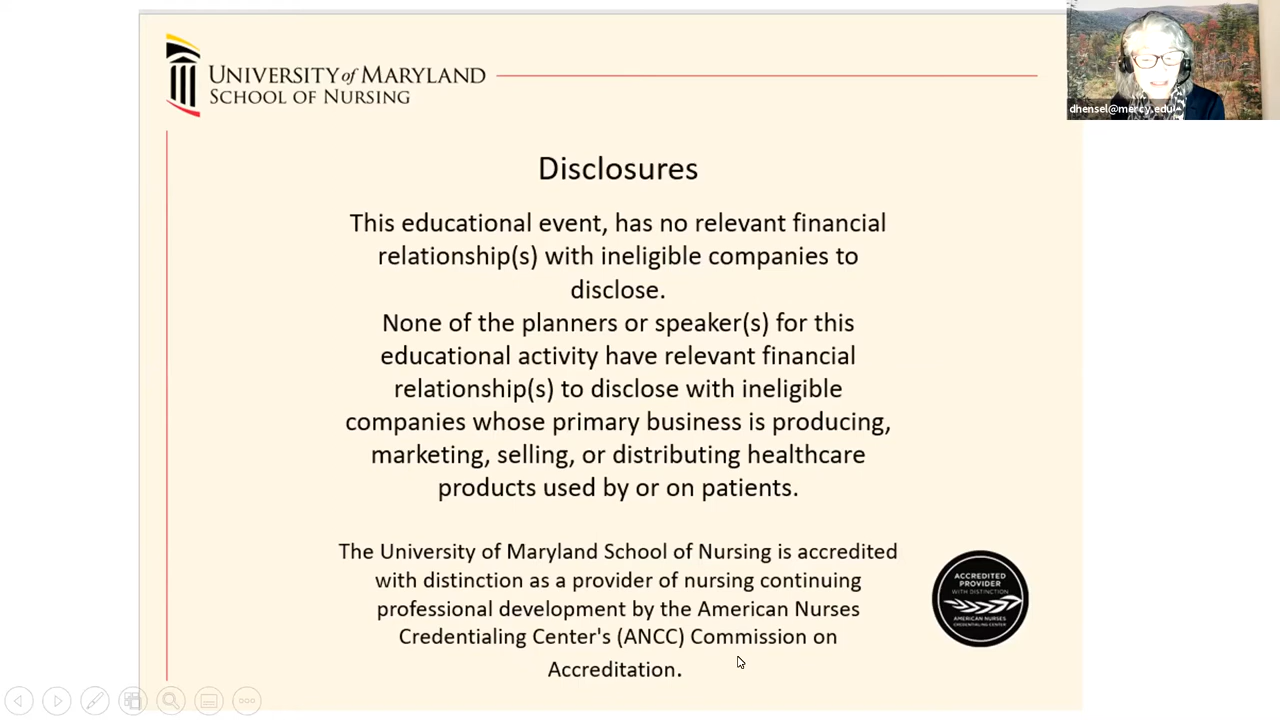 UNIVERSITY of MARYLAND
SCHOOL OF NURSING
dhensel@mercy.edu
Disclosures
This educational event, has no relevant financial
relationship(s) with ineligible companies to
disclose.
None of the planners or speaker(s) for this
educational activity have relevant financial
relationship(s) to disclose with ineligible
companies whose primary business is producing,
marketing, selling, or distributing healthcare
products used by or on patients.
The University of Maryland School of Nursing is accredited
with distinction as a provider of nursing continuing
professional development by the American Nurses
Credentialing Center's (ANCC) Commission on
Accreditation.
ACCREDITED
PROVIDER
WITH DISTINCTION
AMERICAN NURSES
CREDENTIALING CENTER